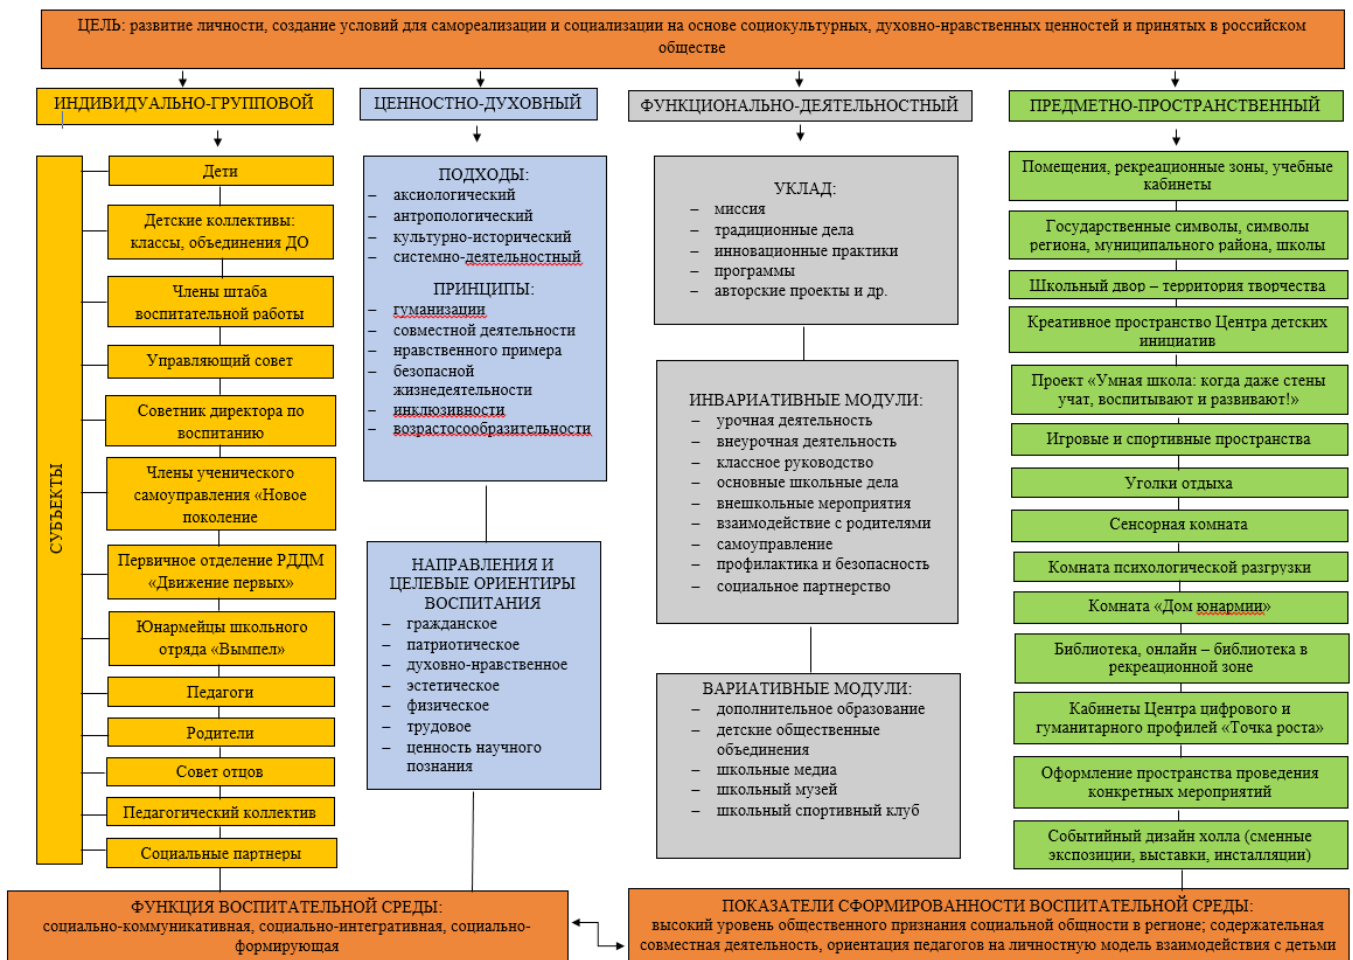 ЦЕЛЬ: развитие личности, создание условий для самореализации и социализации на основе социокультурных, духовно-нравственных ценностей и принятых в российском
обществе
ИНДИВИДУАЛЬНО-ГРУППОВОЙ
ЦЕННОСТНО-ДУХОВНЫЙ
ФУНКЦИОНАЛЬНО-ДЕЯТЕЛЬНОСТНЫЙ
ПРЕДМЕТНО-ПРОСТРАНСТВЕННЫЙ
СУБЪЕКТЫ
Дети
Детские коллективы:
классы, объединения ДО
Члены штаба
воспитательной работы
Управляющий совет
Советник директора по
воспитанию
Члены ученического
самоуправления «Новое
поколение
Первичное отделение РДДМ
«Движение первых»
Юнармейцы школьного
отряда «Вымпел»
Педагоги
Родители
Совет отцов
Педагогический коллектив
Социальные партнеры
ПОДХОДЫ:
– аксиологический
– антропологический
– культурно-исторический
– системно-деятельностный
ПРИНЦИПЫ:
– гуманизации
– совместной деятельности
– нравственного примера
– безопасной
жизнедеятельности
– инклюзивности
– возрастосообразительности
НАПРАВЛЕНИЯ И
ЦЕЛЕВЫЕ ОРИЕНТИРЫ
ВОСПИТАНИЯ
– гражданское
– патриотическое
– духовно-нравственное
– эстетическое
– физическое
– трудовое
– ценность научного
познания
УКЛАД:
– миссия
– традиционные дела
– инновационные практики
– программы
– авторские проекты и др.
ИНВАРИАТИВНЫЕ МОДУЛИ:
– урочная деятельность
– внеурочная деятельность
– классное руководство
– основные школьные дела
– внешкольные мероприятия
– взаимодействие с родителями
– самоуправление
– профилактика и безопасность
– социальное партнерство
ВАРИАТИВНЫЕ МОДУЛИ:
– дополнительное образование
– детские общественные
объединения
– школьные медиа
– школьный музей
– школьный спортивный клуб
Помещения, рекреационные зоны, учебные
кабинеты
Государственные символы, символы
региона, муниципального района, школы
Школьный двор – территория творчества
Креативное пространство Центра детских
инициатив
Проект «Умная школа: когда даже стены
учат, воспитывают и развивают!»
Игровые и спортивные пространства
Уголки отдыха
Сенсорная комната
Комната психологической разгрузки
Комната «Дом юнармии»
Библиотека, онлайн – библиотека в
рекреационной зоне
Кабинеты Центра цифрового и
гуманитарного профилей «Точка роста»
Оформление пространства проведения
конкретных мероприятий
Событийный дизайн холла (сменные
экспозиции, выставки, инсталляции)
ФУНКЦИЯ ВОСПИТАТЕЛЬНОЙ СРЕДЫ:
социально-коммуникативная, социально-интегративная, социально-
формирующая
ПОКАЗАТЕЛИ СФОРМИРОВАННОСТИ ВОСПИТАТЕЛЬНОЙ СРЕДЫ:
высокий уровень общественного признания социальной общности в регионе; содержательная
совместная деятельность, ориентация педагогов на личностную модель взаимодействия с детьми